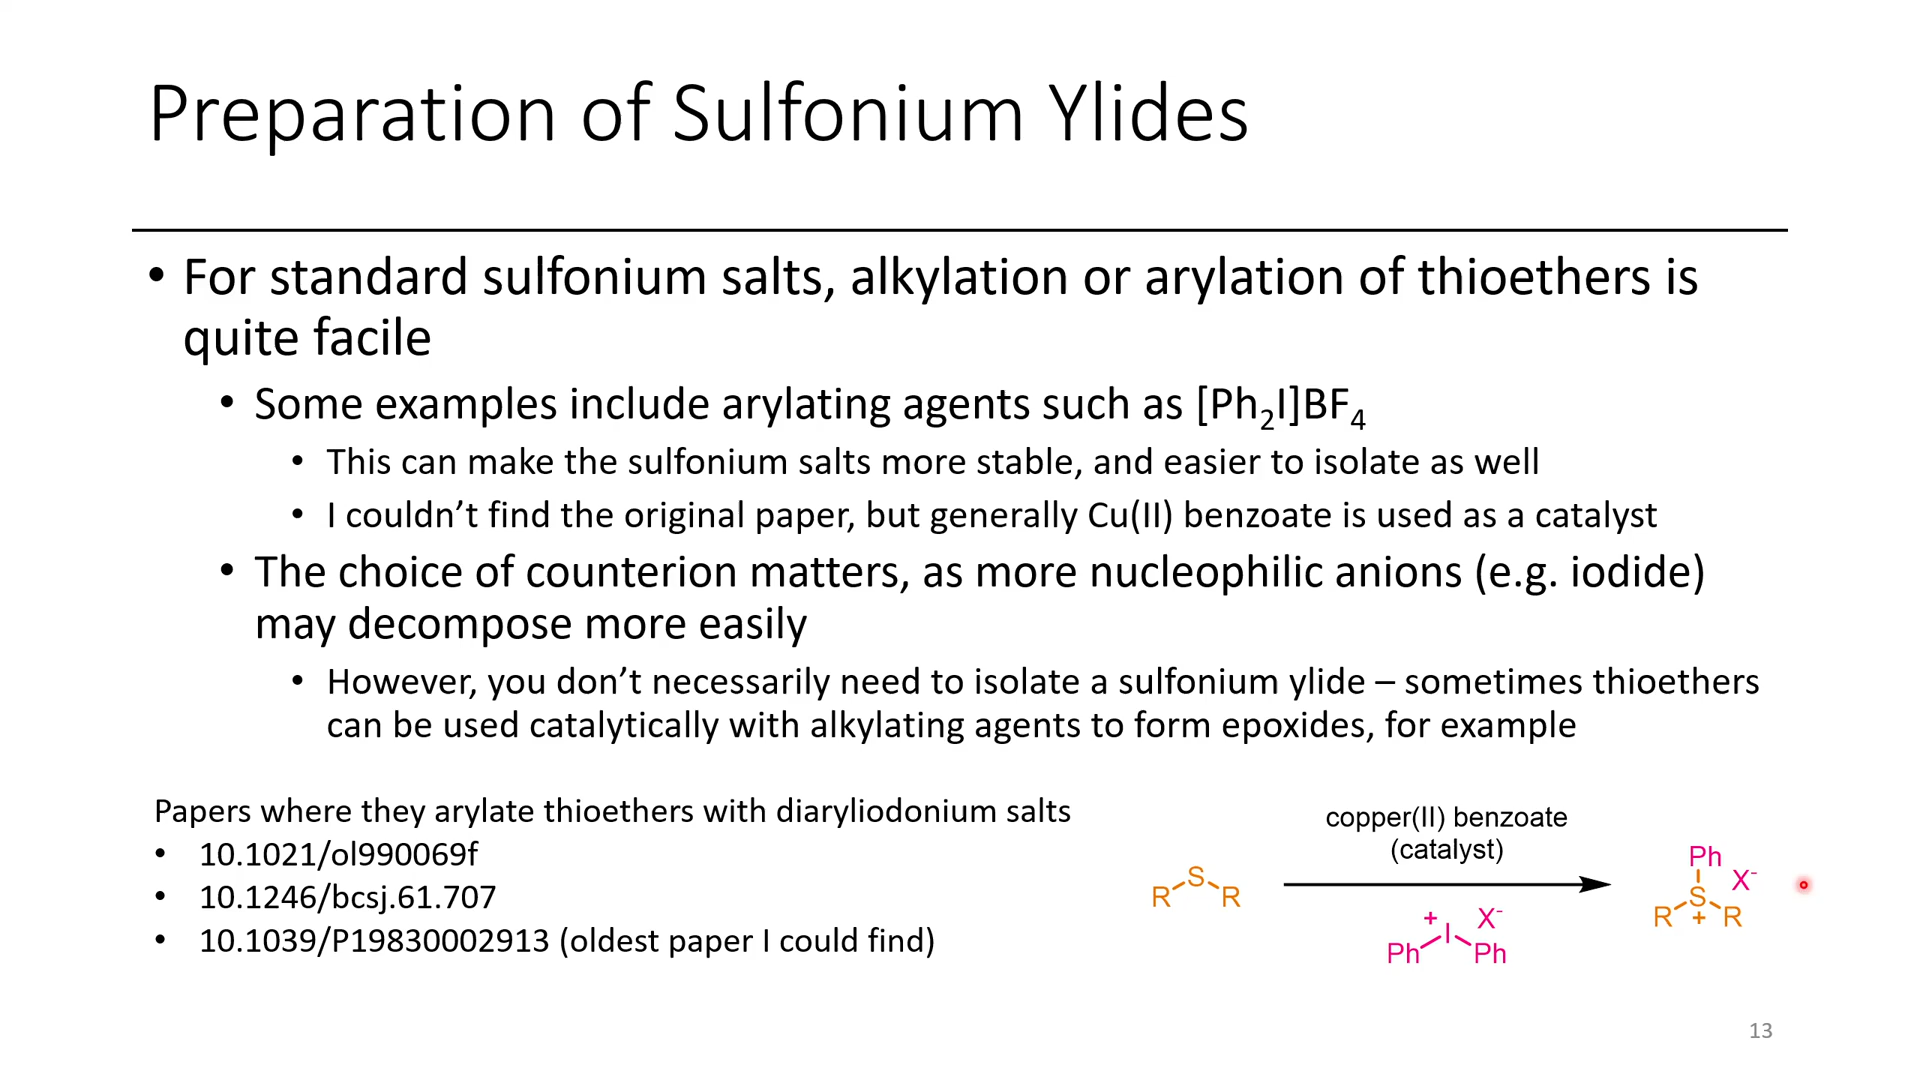 Preparation of Sulfonium Ylides
• For standard sulfonium salts, alkylation or arylation of thioethers is
quite facile
• Some examples include arylating agents such as [Ph₂I]BF₄
• This can make the sulfonium salts more stable, and easier to isolate as well
• I couldn’t find the original paper, but generally Cu(II) benzoate is used as a catalyst
• The choice of counterion matters, as more nucleophilic anions (e.g. iodide)
may decompose more easily
• However, you don’t necessarily need to isolate a sulfonium ylide – sometimes thioethers
can be used catalytically with alkylating agents to form epoxides, for example
Papers where they arylate thioethers with diaryliodonium salts
• 10.1021/ol990069f
• 10.1246/bcsj.61.707
• 10.1039/P19830002913 (oldest paper I could find)
R S R
copper(II) benzoate
(catalyst)
+ X⁻
Ph I Ph
Ph
X⁻
R S R
+
13